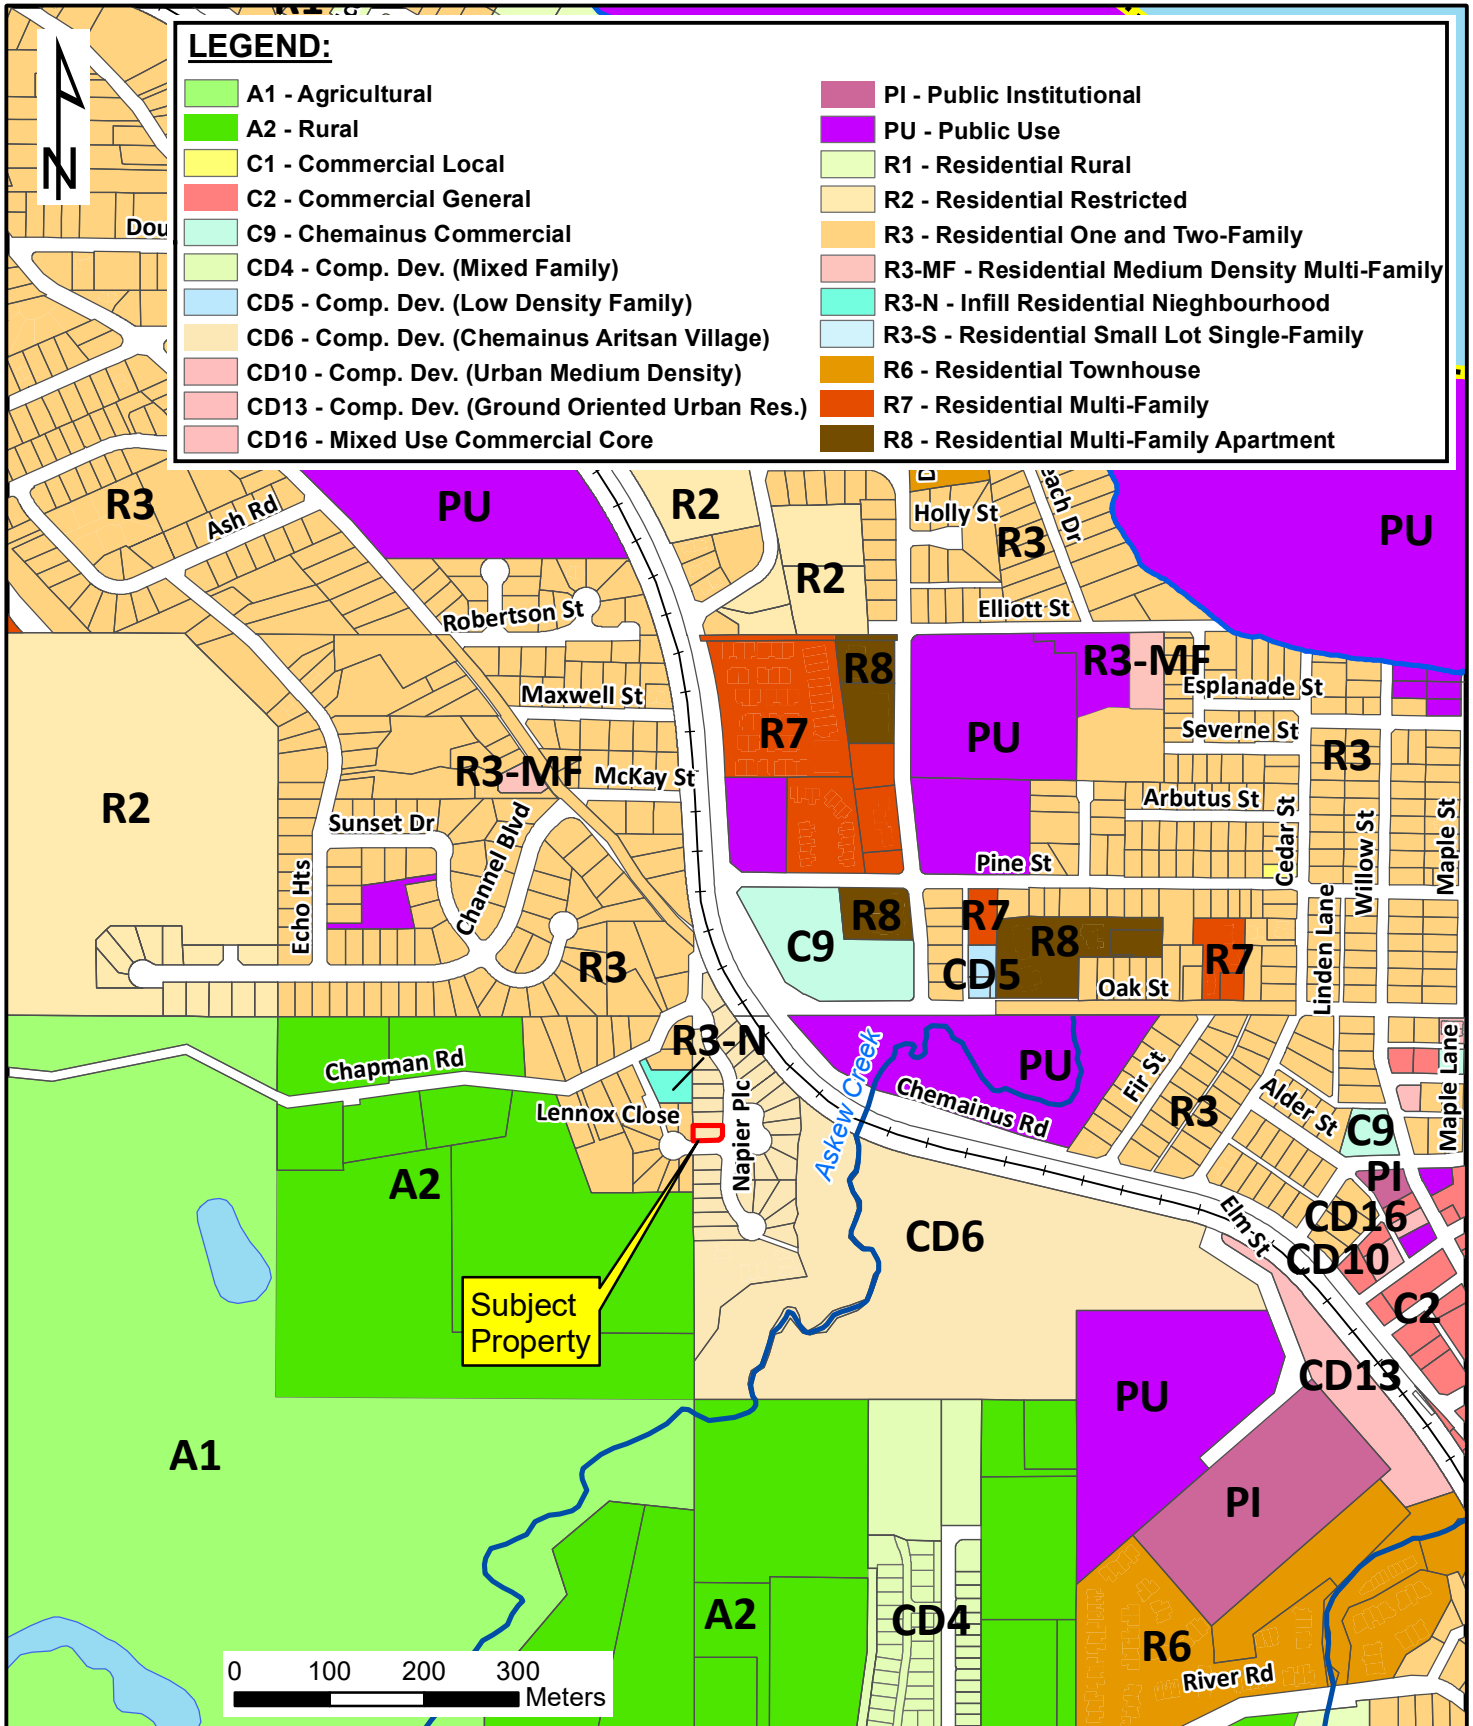 R1
LEGEND:
A1 - Agricultural
A2 - Rural
C1 - Commercial Local
C2 - Commercial General
C9 - Chemainus Commercial
CD4 - Comp. Dev. (Mixed Family)
CD5 - Comp. Dev. (Low Density Family)
CD6 - Comp. Dev. (Chemainus Aritsan Village)
CD10 - Comp. Dev. (Urban Medium Density)
CD13 - Comp. Dev. (Ground Oriented Urban Res.)
CD16 - Mixed Use Commercial Core
PI - Public Institutional
PU - Public Use
R1 - Residential Rural
R2 - Residential Restricted
R3 - Residential One and Two-Family
R3-MF - Residential Medium Density Multi-Family
R3-N - Infill Residential Nieghbourhood
R3-S - Residential Small Lot Single-Family
R6 - Residential Townhouse
R7 - Residential Multi-Family
R8 - Residential Multi-Family Apartment
N
Dou
R3
Ash Rd
PU
R2
Holly St
R3
each Dr
PU
R2
Elliott St
Robertson St
R8
R3-MF
Esplanade St
Maxwell St
R7
PU
Severne St
R3
R3-MF
McKay St
R2
Sunset Dr
Channel Blvd
Echo Hts
Arbutus St
Pine St
Cedar St
Willow St
Maple St
R8
R7
R8
C9
CD5
R7
Oak St
Linden Lane
R3
R3-N
Chapman Rd
Lennox Close
Napier Plc
Askew Creek
Chemainus Rd
PU
Fir St
R3
Alder St
C9
Maple Lane
A2
PI
CD16
CD10
Elm St
CD6
C2
Subject
Property
CD13
PU
A1
PI
A2
CD4
R6
River Rd
0 100 200 300
Meters